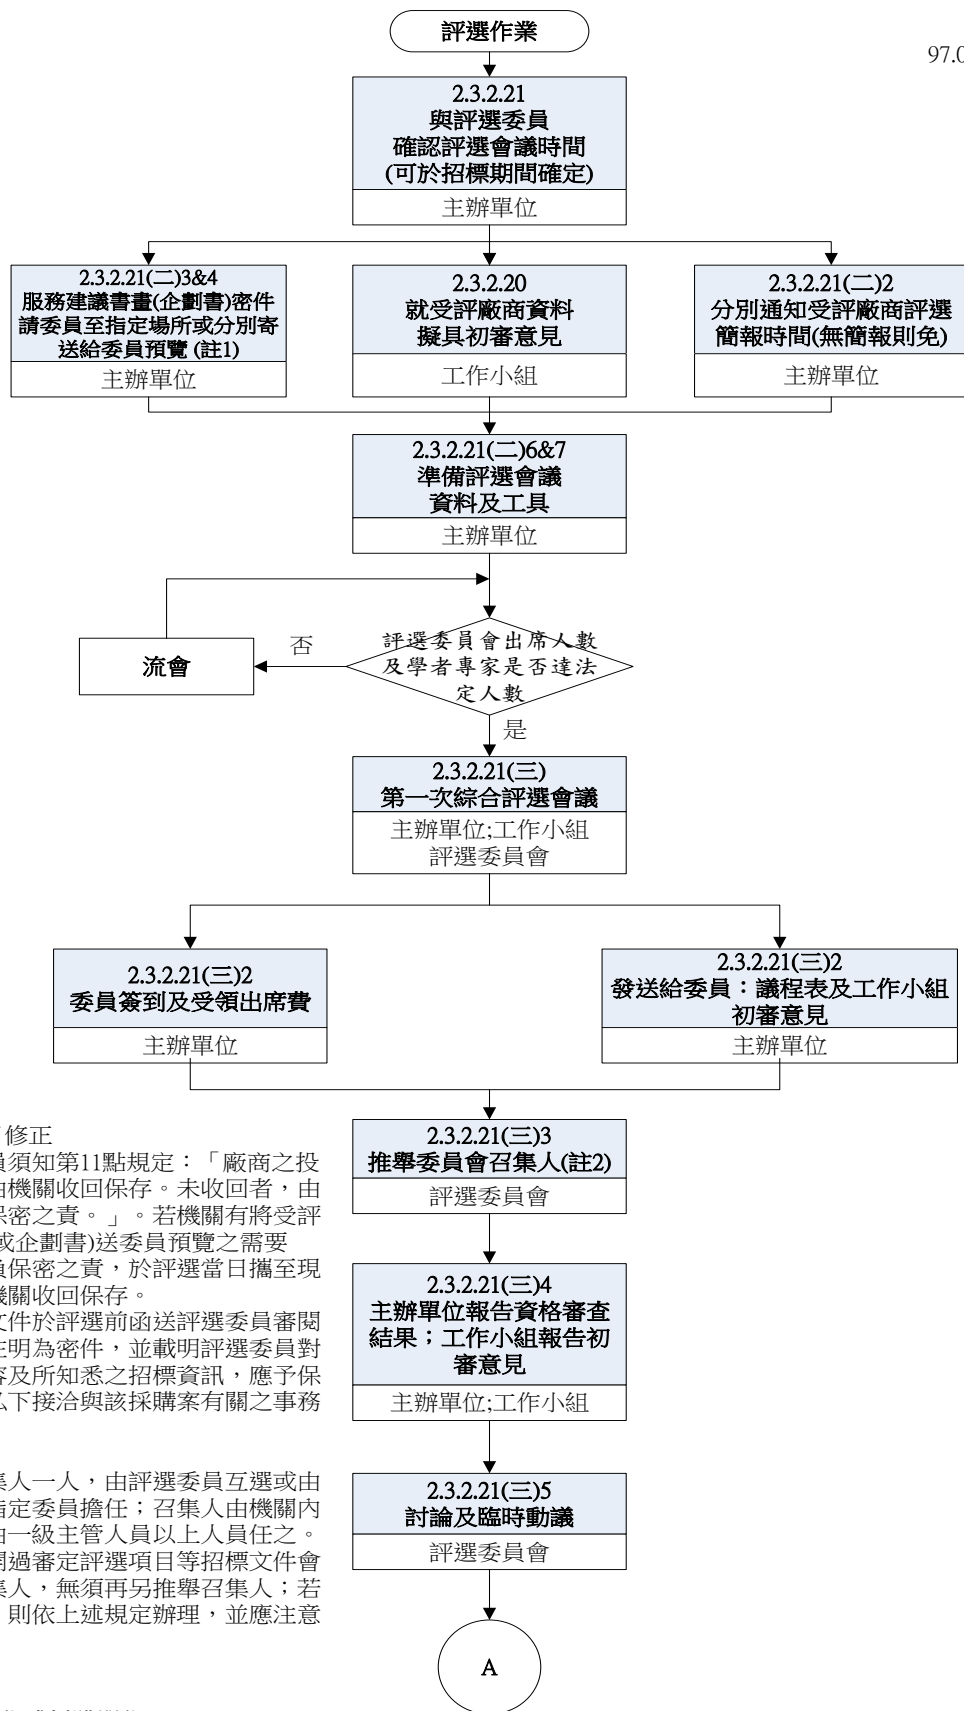 評選作業
97.0
2.3.2.21
與評選委員
確認評選會議時間
(可於招標期間確定)
主辦單位
2.3.2.21(二)3&4
服務建議書畫(企劃書)密件
請委員至指定場所或分別寄
送給委員預覽 (註1)
主辦單位
2.3.2.20
就受評廠商資料
擬具初審意見
工作小組
2.3.2.21(二)2
分別通知受評廠商評選
簡報時間(無簡報則免)
主辦單位
2.3.2.21(二)6&7
準備評選會議
資料及工具
主辦單位
評選委員會出席人數
及學者專家是否達法
定人數
否
流會
是
2.3.2.21(三)
第一次綜合評選會議
主辦單位;工作小組
評選委員會
2.3.2.21(三)2
委員簽到及受領出席費
主辦單位
2.3.2.21(三)2
發送給委員：議程表及工作小組
初審意見
主辦單位
2.3.2.21(三)3
推舉委員會召集人(註2)
評選委員會
2.3.2.21(三)4
主辦單位報告資格審查
結果；工作小組報告初
審意見
主辦單位;工作小組
2.3.2.21(三)5
討論及臨時動議
評選委員會
A
修正
員須知第11點規定：「廠商之投
由機關收回保存。未收回者，由
保密之責。」。若機關有將受評
或企劃書)送委員預覽之需要
負保密之責，於評選當日攜至現
機關收回保存。
文件於評選前函送評選委員審閱
註明為密件，並載明評選委員對
容及所知悉之招標資訊，應予保
私下接洽與該採購案有關之事務
集人一人，由評選委員互選或由
指定委員擔任；召集人由機關內
由一級主管人員以上人員任之。
開過審定評選項目等招標文件會
集人，無須再另推舉召集人；若
，則依上述規定辦理，並應注意